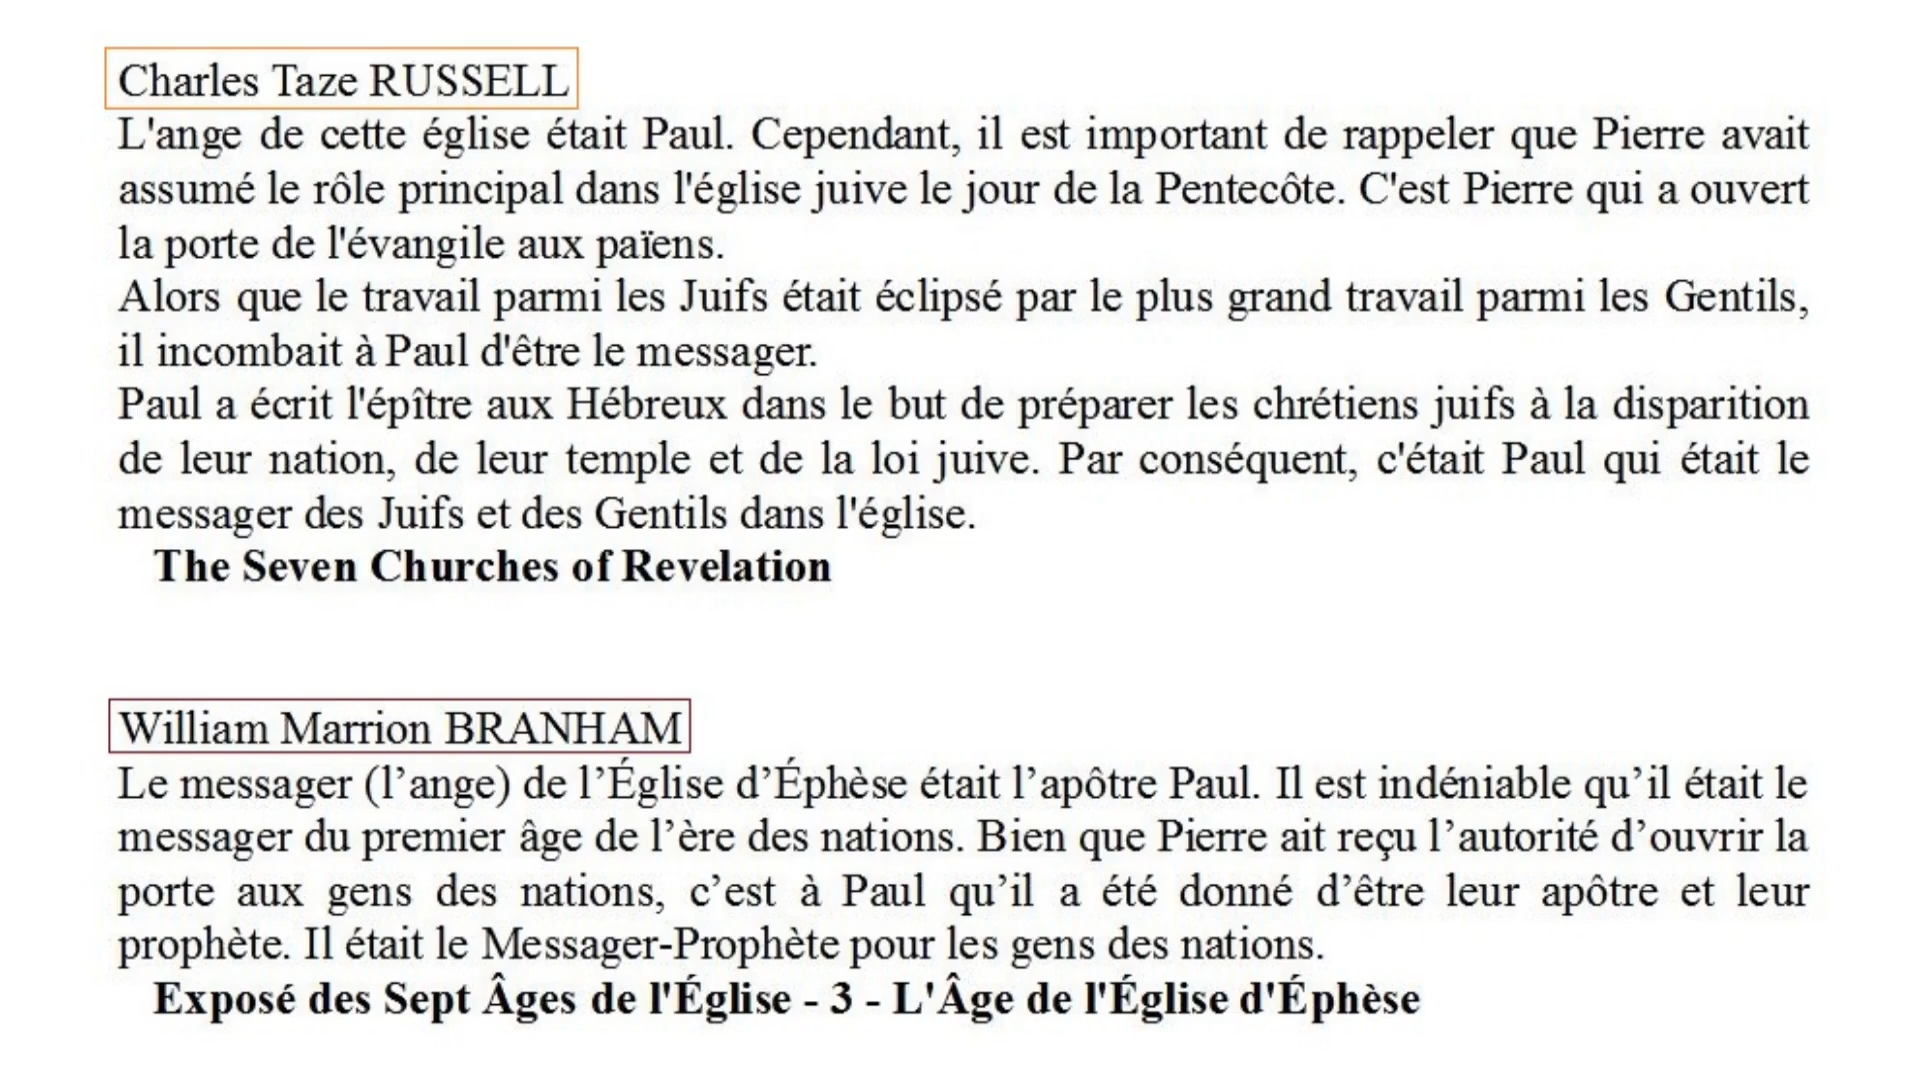 Charles Taze RUSSELL
L'ange de cette église était Paul. Cependant, il est important de rappeler que Pierre avait
assumé le rôle principal dans l'église juive le jour de la Pentecôte. C'est Pierre qui a ouvert
la porte de l'évangile aux païens.
Alors que le travail parmi les Juifs était éclipsé par le plus grand travail parmi les Gentils,
il incombait à Paul d'être le messager.
Paul a écrit l'épître aux Hébreux dans le but de préparer les chrétiens juifs à la disparition
de leur nation, de leur temple et de la loi juive. Par conséquent, c'était Paul qui était le
messager des Juifs et des Gentils dans l'église.
The Seven Churches of Revelation
William Marrion BRANHAM
Le messager (l’ange) de l’Église d’Éphèse était l’apôtre Paul. Il est indéniable qu’il était le
messager du premier âge de l’ère des nations. Bien que Pierre ait reçu l’autorité d’ouvrir la
porte aux gens des nations, c’est à Paul qu’il a été donné d’être leur apôtre et leur
prophète. Il était le Messager-Prophète pour les gens des nations.
Exposé des Sept Âges de l'Église - 3 - L'Âge de l'Église d'Éphèse